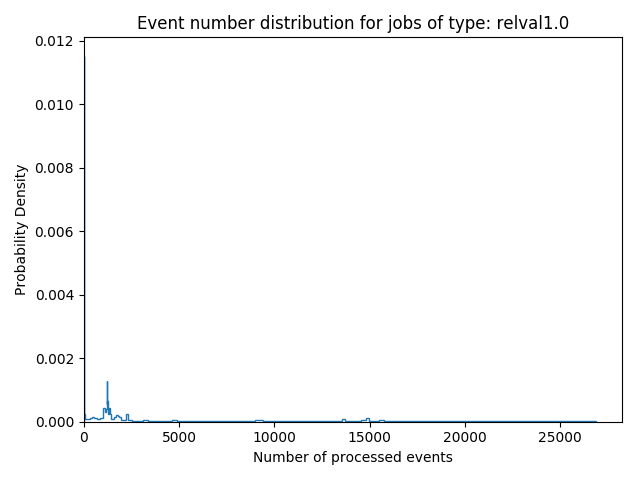 Event number distribution for jobs of type: relval1.0
0.012
0.010
0.008
0.006
0.004
0.002
0.000
Probability Density
0 5000 10000 15000 20000 25000
Number of processed events